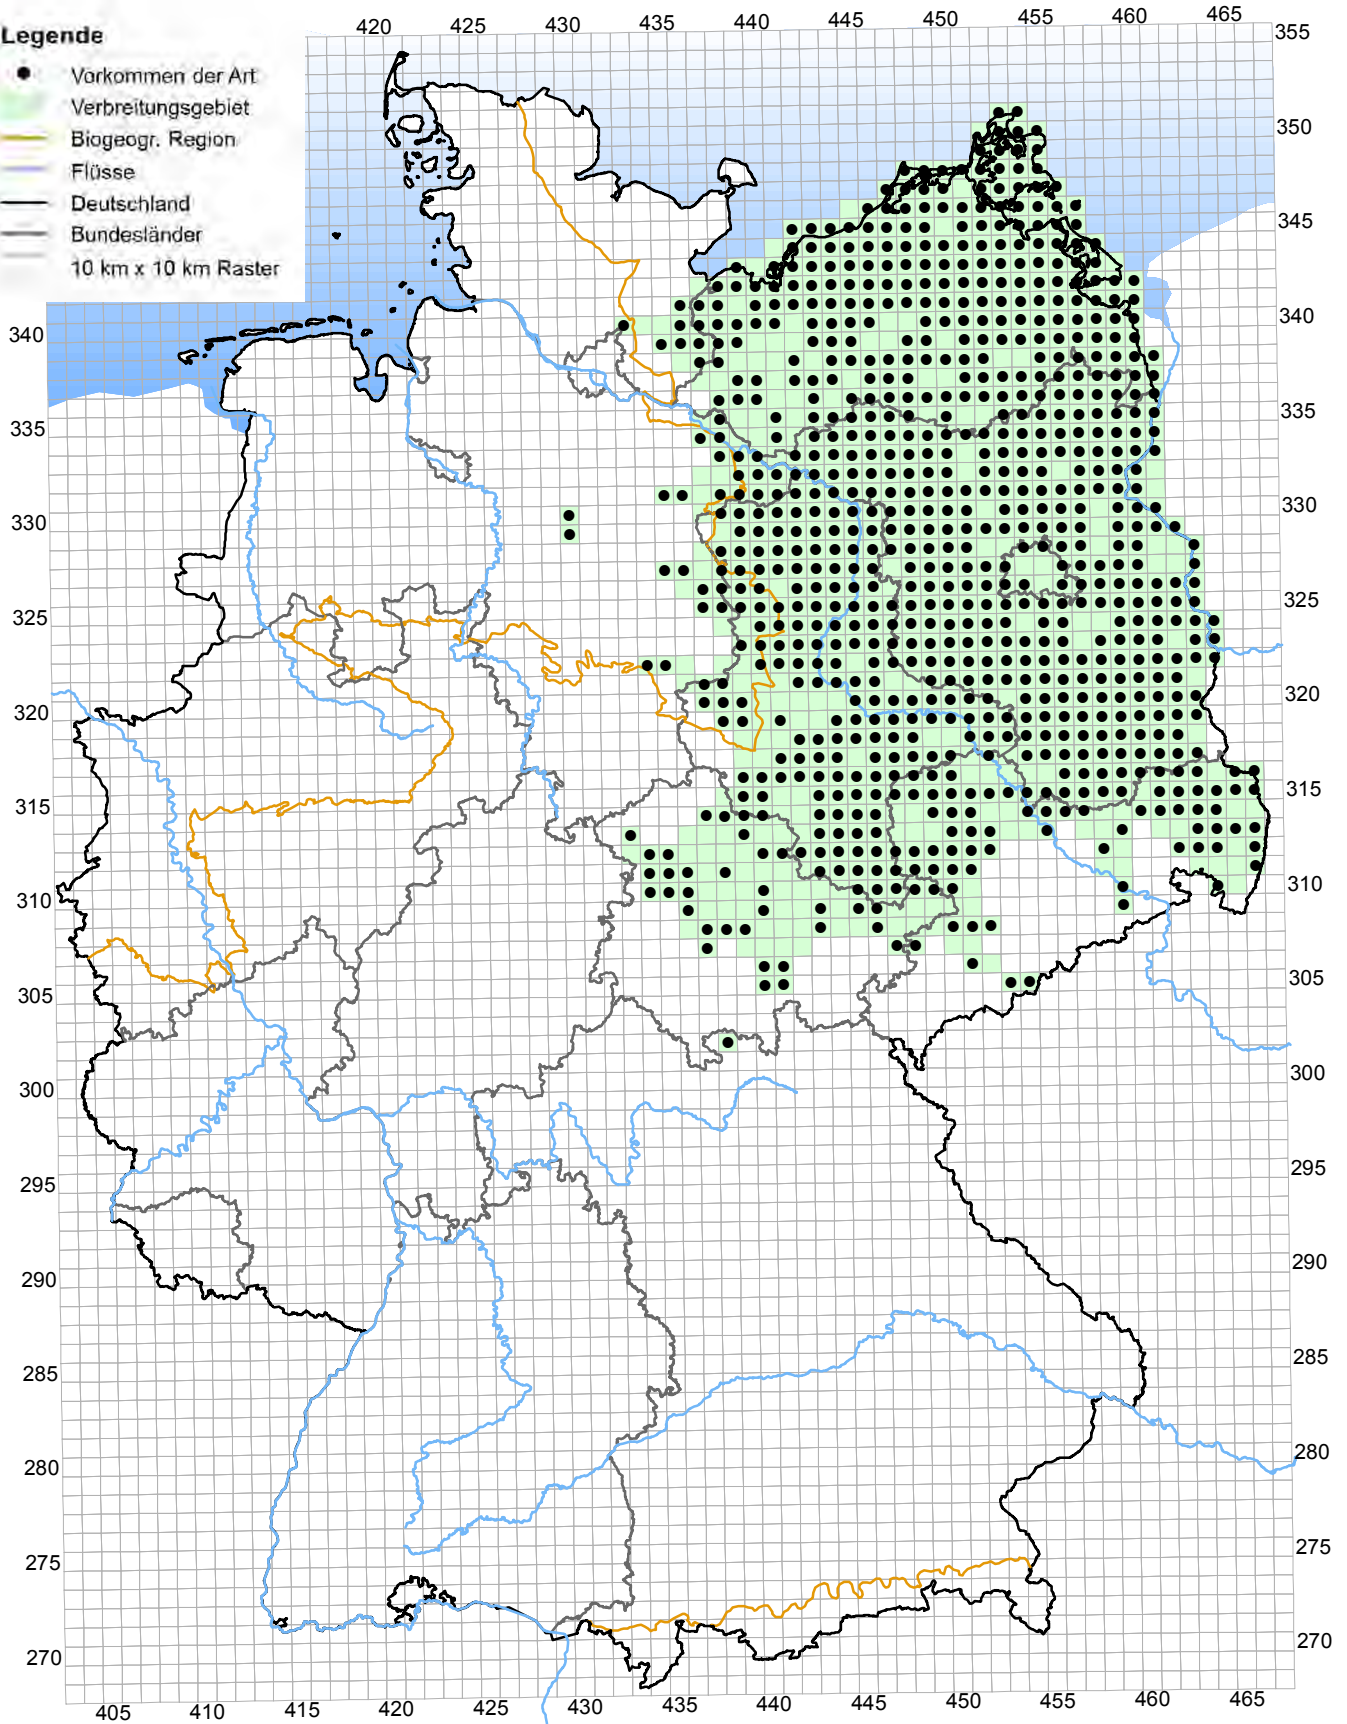 Legende
Vorkommen der Art
Verbreitungsgebiet
Biogeogr. Region
Flüsse
Deutschland
Bundesländer
10 km x 10 km Raster
420 425 430 435 440 445 450 455 460 465
355
350
345
340 340
335 335
330 330
325 325
320 320
315 315
310 310
305 305
300 300
295 295
290 290
285 285
280 280
275 275
270 270
405 410 415 420 425 430 435 440 445 450 455 460 465